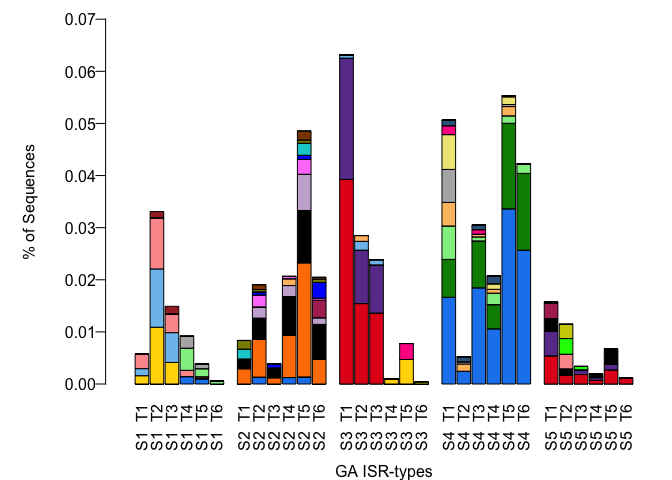 0.07
0.06
0.05
0.04
0.03
0.02
0.01
0.00
% of Sequences
S1 T1
S1 T2
S1 T3
S1 T4
S1 T5
S1 T6
S2 T1
S2 T2
S2 T3
S2 T4
S2 T5
S2 T6
S3 T1
S3 T2
S3 T3
S3 T4
S3 T5
S3 T6
S4 T1
S4 T2
S4 T3
S4 T4
S4 T5
S4 T6
S5 T1
S5 T2
S5 T3
S5 T4
S5 T5
S5 T6
GA ISR-types